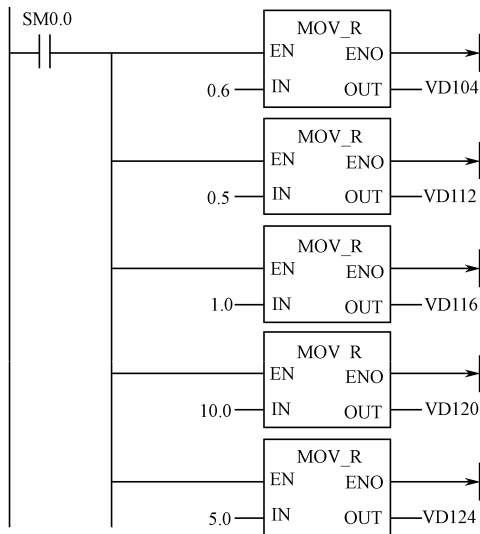 SM0.0
MOV_R
EN ENO
0.6 IN OUT VD104
MOV_R
EN ENO
0.5 IN OUT VD112
MOV_R
EN ENO
1.0 IN OUT VD116
MOV_R
EN ENO
10.0 IN OUT VD120
MOV_R
EN ENO
5.0 IN OUT VD124